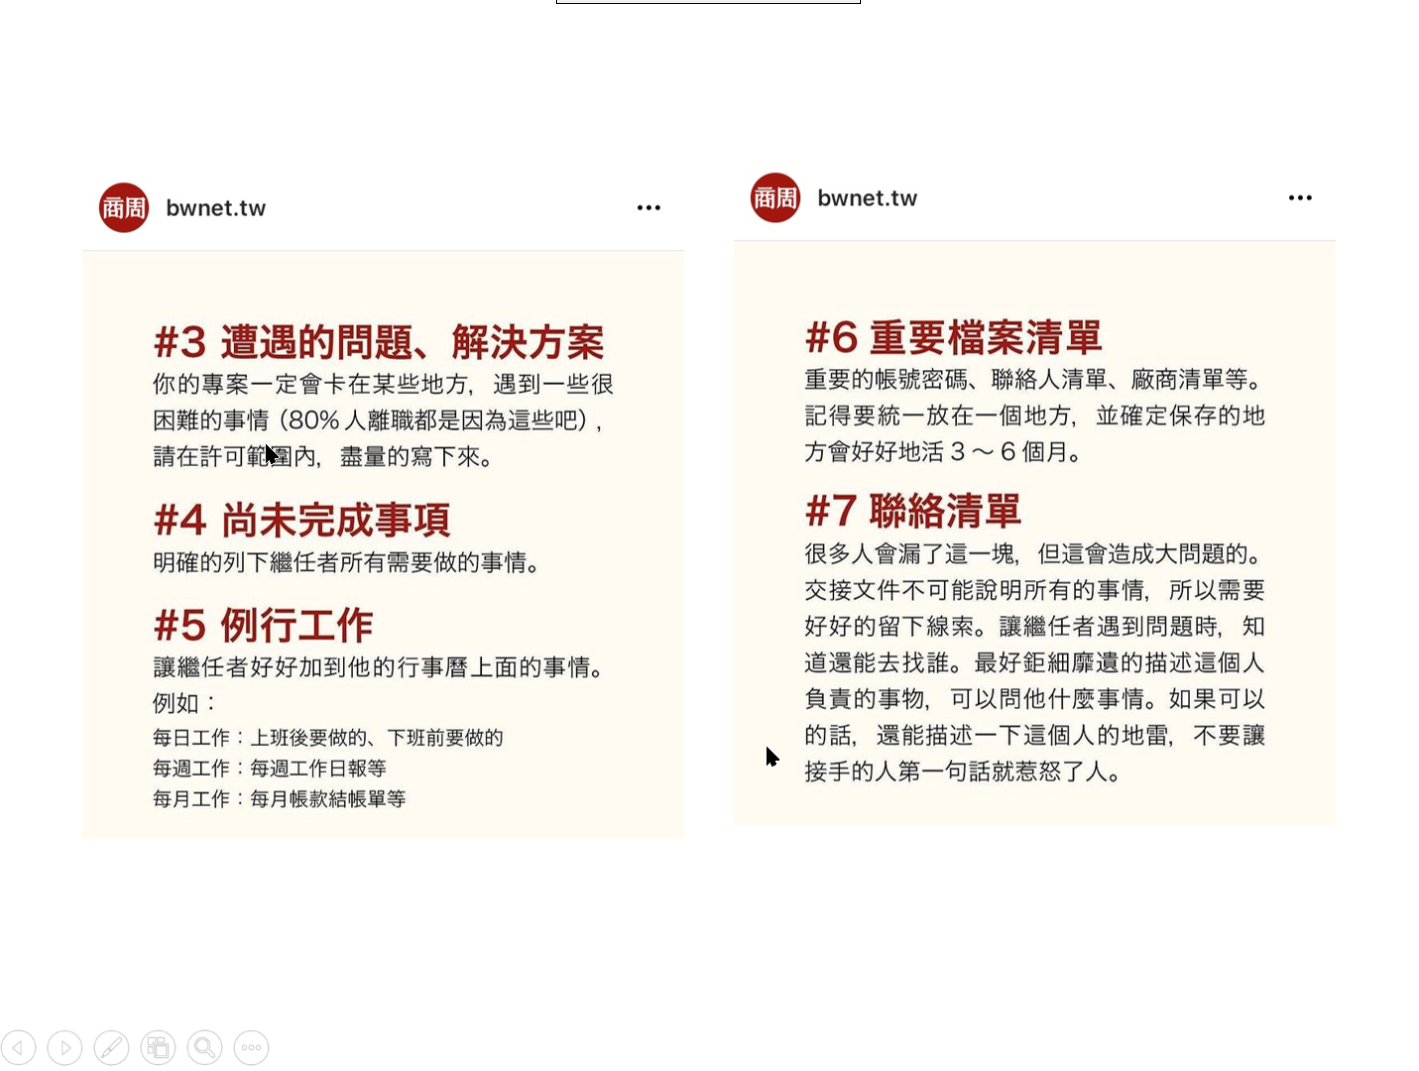 商周 bwnet.tw
#3 遭遇的問題、解決方案
你的專案一定會卡在某些地方，遇到一些很
困難的事情（80%人離職都是因為這些吧），
請在許可範圍內，盡量的寫下來。
#4 尚未完成事項
明確的列下繼任者所有需要做的事情。
#5 例行工作
讓繼任者好好加到他的行事曆上面的事情。
例如：
每日工作：上班後要做的、下班前要做的
每週工作：每週工作日報等
每月工作：每月帳款結帳單等
商周 bwnet.tw
#6 重要檔案清單
重要的帳號密碼、聯絡人清單、廠商清單等。
記得要統一放在一個地方，並確定保存的地
方會好好地活 3 ～ 6 個月。
#7 聯絡清單
很多人會漏了這一塊，但這會造成大問題的。
交接文件不可能說明所有的事情，所以需要
好好的留下線索。讓繼任者遇到問題時，知
道還能去找誰。最好鉅細靡遺的描述這個人
負責的事物，可以問他什麼事情。如果可以
的話，還能描述一下這個人的地雷，不要讓
接手的人第一句話就惹怒了人。